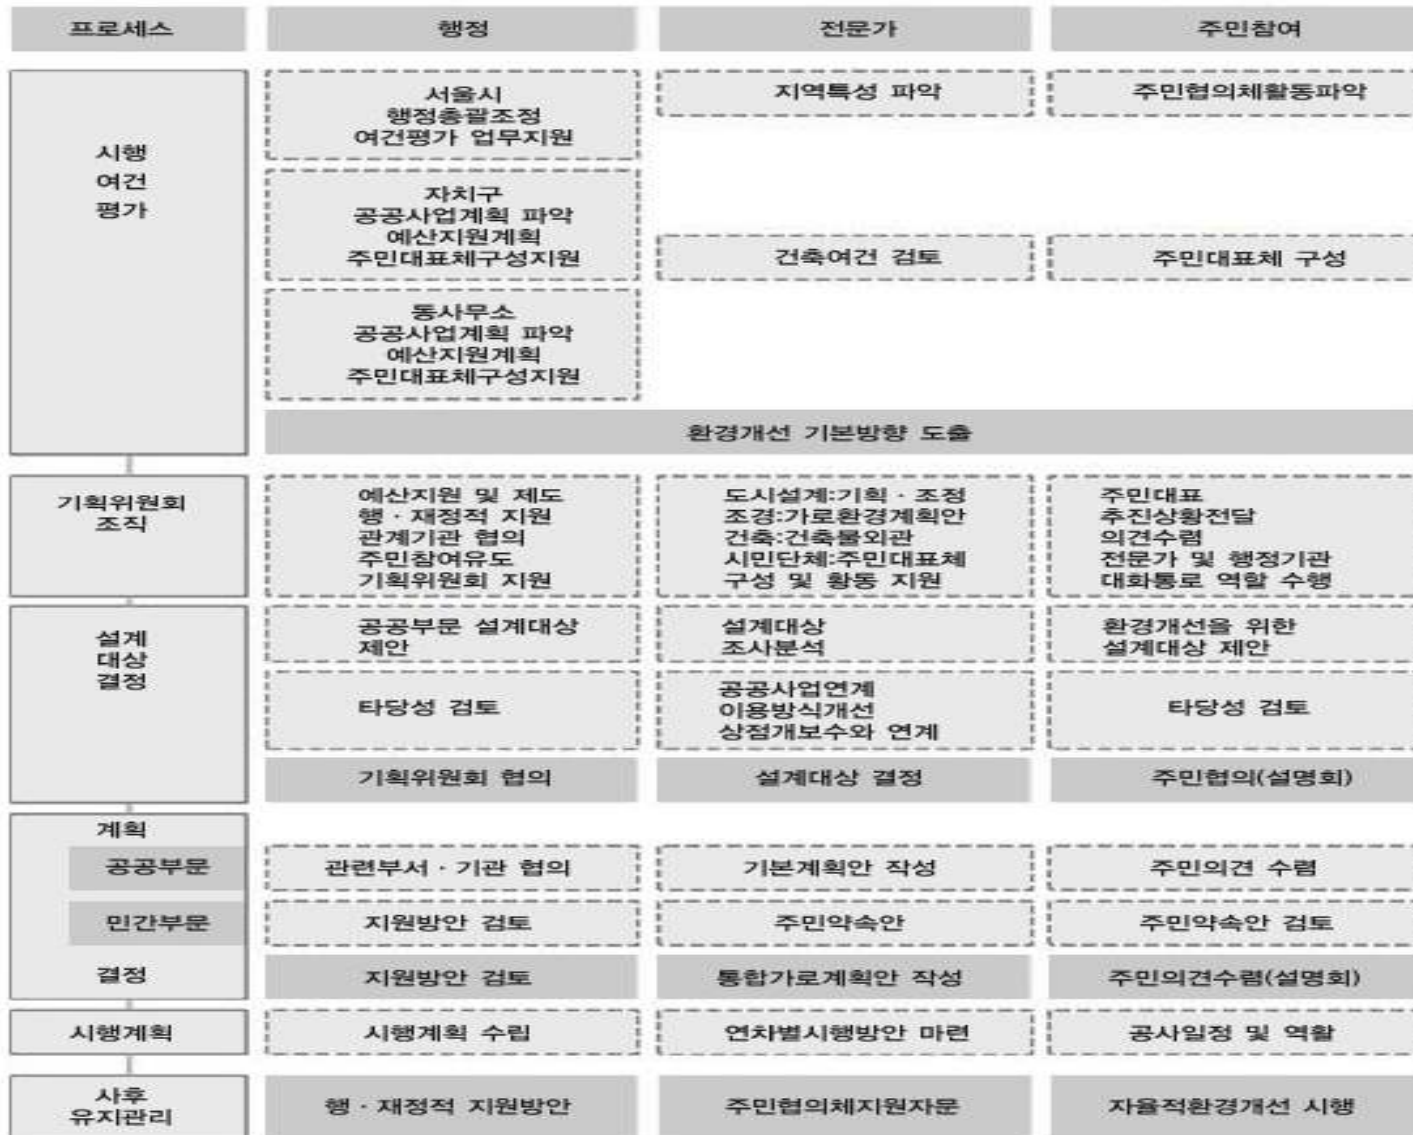 프로세스
행정
전문가
주민참여
시행
여건
평가
서울시
행정총괄조정
여건평가 업무지원
지역특성 파악
주민협의체활동파악
자치구
공공사업계획 파악
예산지원계획
주민대표체구성지원
건축여건 검토
주민대표체 구성
동사무소
공공사업계획 파악
예산지원계획
주민대표체구성지원
환경개선 기본방향 도출
기획위원회
조직
예산지원 및 제도
행 · 재정적 지원
관계기관 협의
주민참여유도
기획위원회 지원
도시설계:기획 · 조정
조경:가로환경계획안
건축:건축물외관
시민단체:주민대표체
구성 및 황동 지원
주민대표
추진상황전달
의견수렴
전문가 및 행정기관
대화통로 역할 수행
설계
대상
결정
공공부문 설계대상
제안
설계대상
조사분석
환경개선을 위한
설계대상 제안
타당성 검토
공공사업연계
이용방식개선
상점개보수와 연계
타당성 검토
기획위원회 협의
설계대상 결정
주민협의(설명회)
계획
공공부문
관련부서 · 기관 협의
기본계획안 작성
주민의견 수렴
민간부문
지원방안 검토
주민약속안
주민약속안 검토
결정
지원방안 검토
통합가로계획안 작성
주민의견수렴(설명회)
시행계획
시행계획 수립
연차별시행방안 마련
공사일정 및 역활
사후
유지관리
행 · 재정적 지원방안
주민협의체지원자문
자율적환경개선 시행